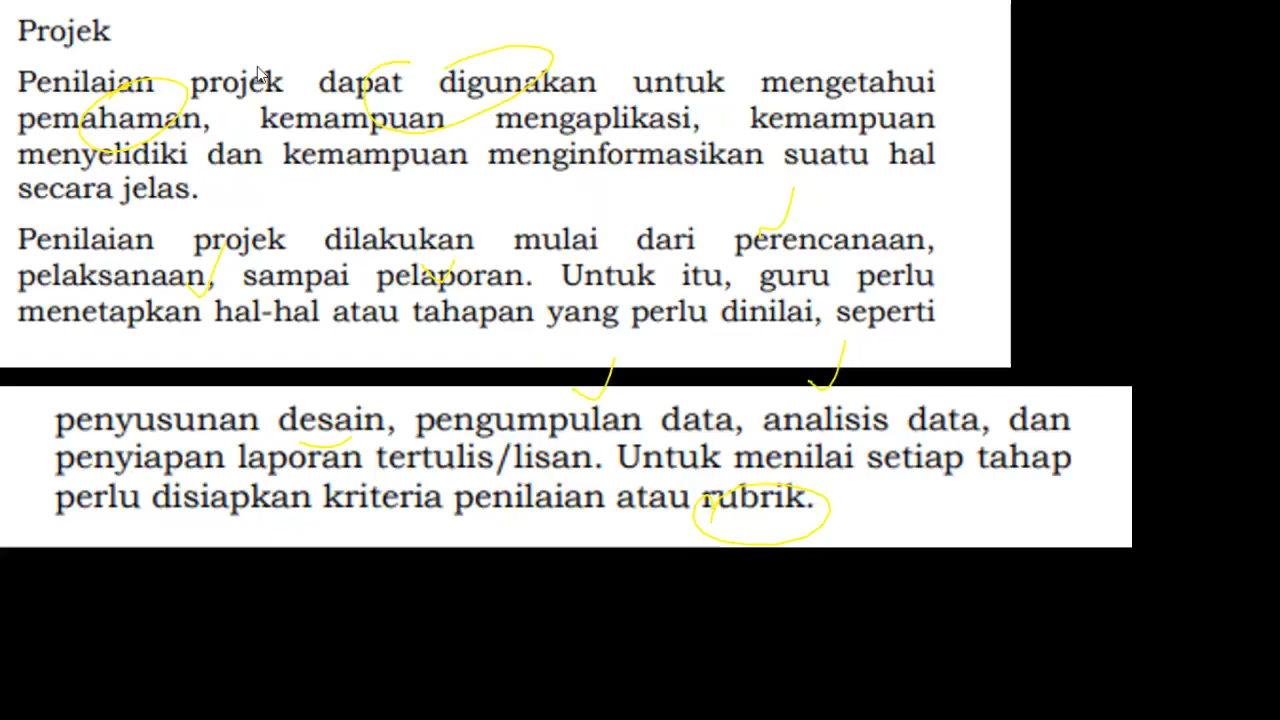 Projek
Penilaian projek dapat digunakan untuk mengetahui
pemahaman, kemampuan mengaplikasi, kemampuan
menyelidiki dan kemampuan menginformasikan suatu hal
secara jelas.
Penilaian projek dilakukan mulai dari perencanaan,
pelaksanaan, sampai pelaporan. Untuk itu, guru perlu
menetapkan hal-hal atau tahapan yang perlu dinilai, seperti
penyusunan desain, pengumpulan data, analisis data, dan
penyiapan laporan tertulis/lisan. Untuk menilai setiap tahap
perlu disiapkan kriteria penilaian atau rubrik.